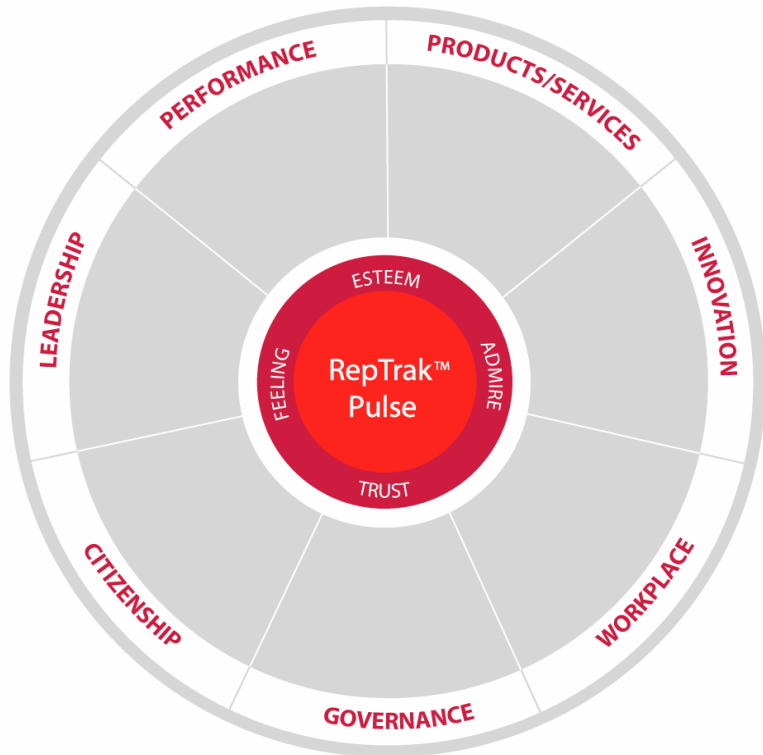 PERFORMANCE
PRODUCTS/SERVICES
INNOVATION
WORKPLACE
GOVERNANCE
CITIZENSHIP
LEADERSHIP
ESTEEM
ADMIRE
TRUST
FEELING
RepTrak™
Pulse